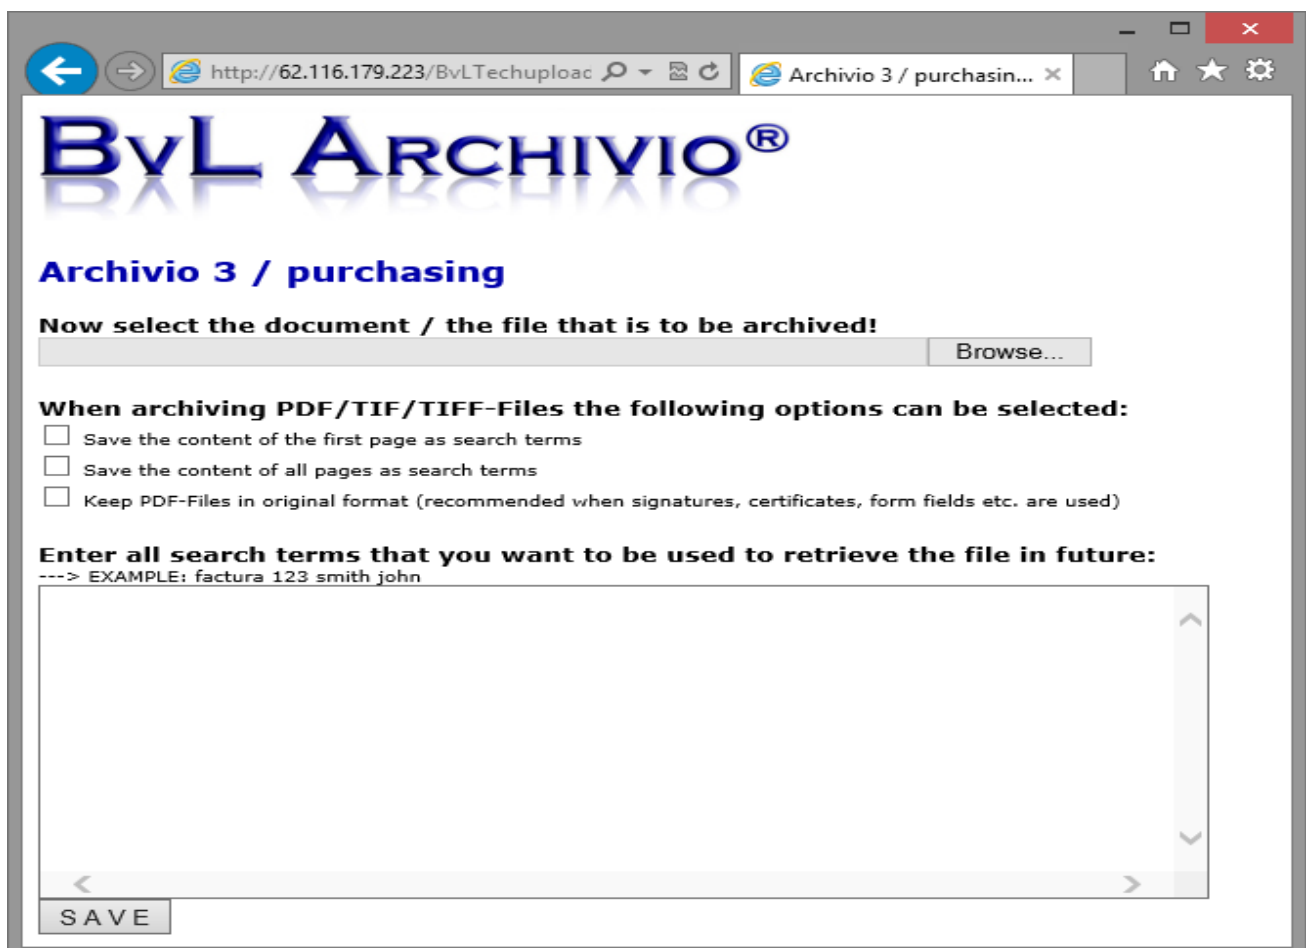 http://62.116.179.223/BvLTechupload
Archivio 3 / purchasin...
BvL Archivio®
Archivio 3 / purchasing
Now select the document / the file that is to be archived!
Browse...
When archiving PDF/TIF/TIFF-Files the following options can be selected:
Save the content of the first page as search terms
Save the content of all pages as search terms
Keep PDF-Files in original format (recommended when signatures, certificates, form fields etc. are used)
Enter all search terms that you want to be used to retrieve the file in future:
---> EXAMPLE: factura 123 smith john
S A V E